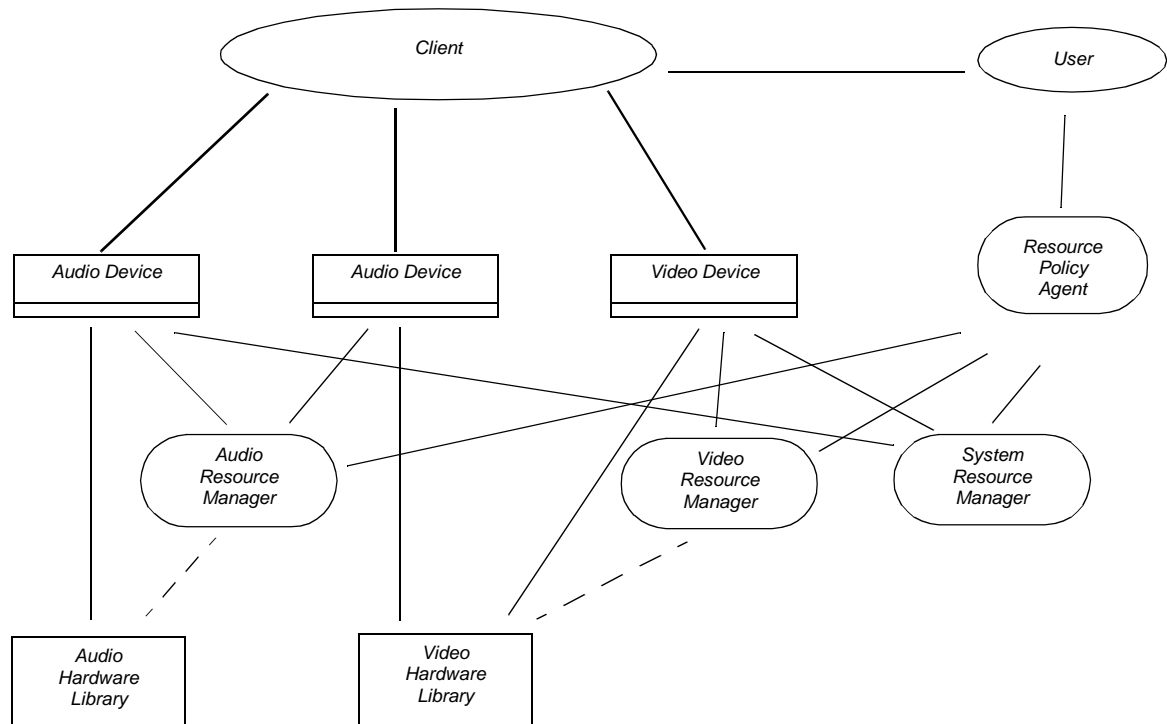 Client
User
Audio Device
Audio Device
Video Device
Resource
Policy
Agent
Audio
Resource
Manager
Video
Resource
Manager
System
Resource
Manager
Audio
Hardware
Library
Video
Hardware
Library